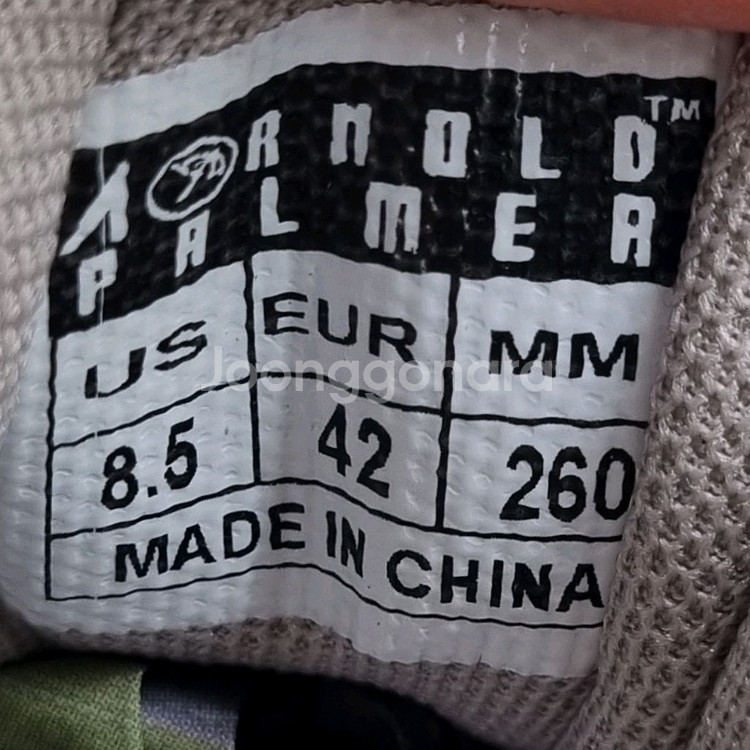 ARNOLD™
PALMER
US EUR MM
8.5 42 260
MADE IN CHINA
Joonggonara